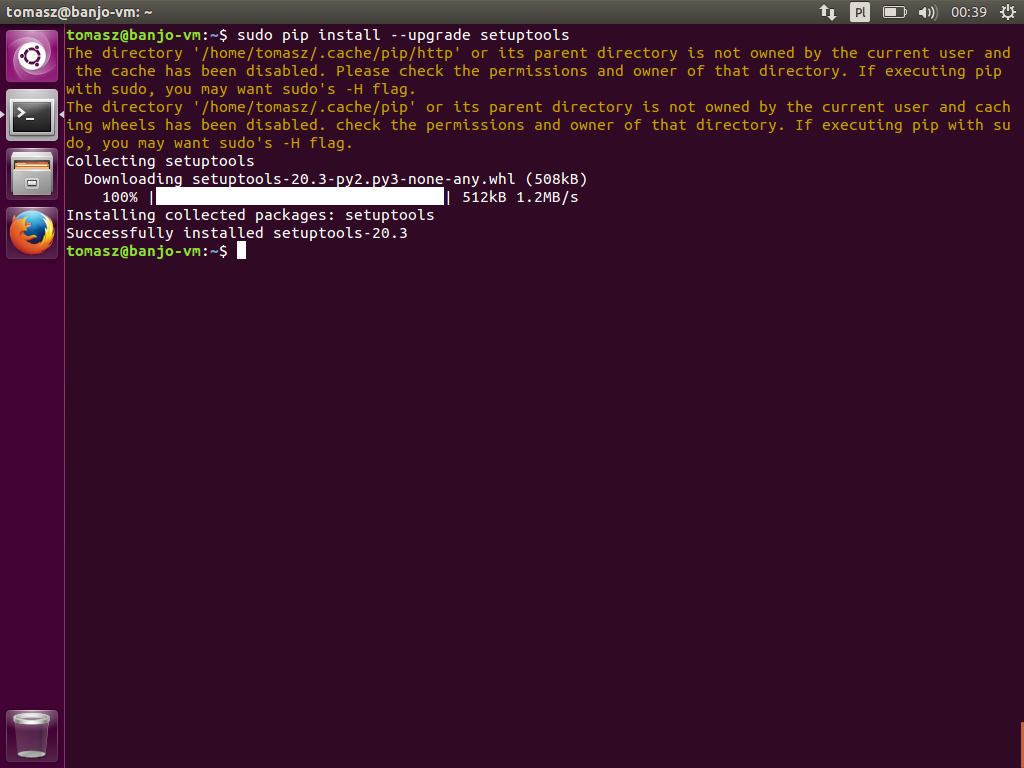 tomasz@banjo-vm: ~
Pl
00:39
tomasz@banjo-vm:~$ sudo pip install --upgrade setuptools
The directory '/home/tomasz/.cache/pip/http' or its parent directory is not owned by the current user and
 the cache has been disabled. Please check the permissions and owner of that directory. If executing pip
with sudo, you may want sudo's -H flag.
The directory '/home/tomasz/.cache/pip' or its parent directory is not owned by the current user and cach
ing wheels has been disabled. check the permissions and owner of that directory. If executing pip with su
do, you may want sudo's -H flag.
Collecting setuptools
  Downloading setuptools-20.3-py2.py3-none-any.whl (508kB)
    100% |████████████████████████████████| 512kB 1.2MB/s
Installing collected packages: setuptools
Successfully installed setuptools-20.3
tomasz@banjo-vm:~$